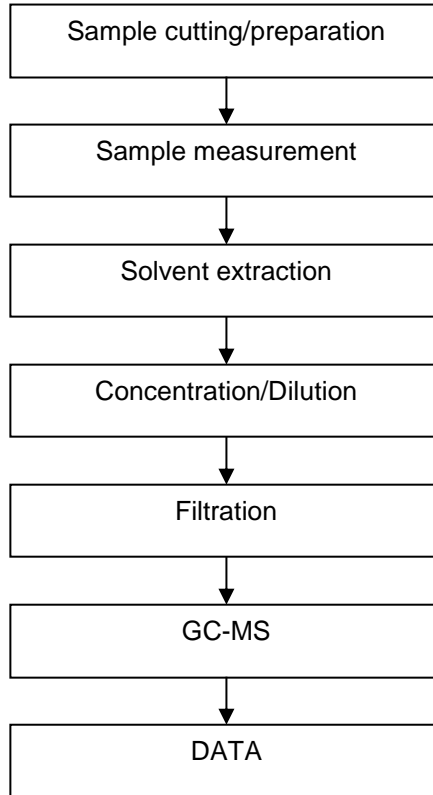 Sample cutting/preparation
Sample measurement
Solvent extraction
Concentration/Dilution
Filtration
GC-MS
DATA